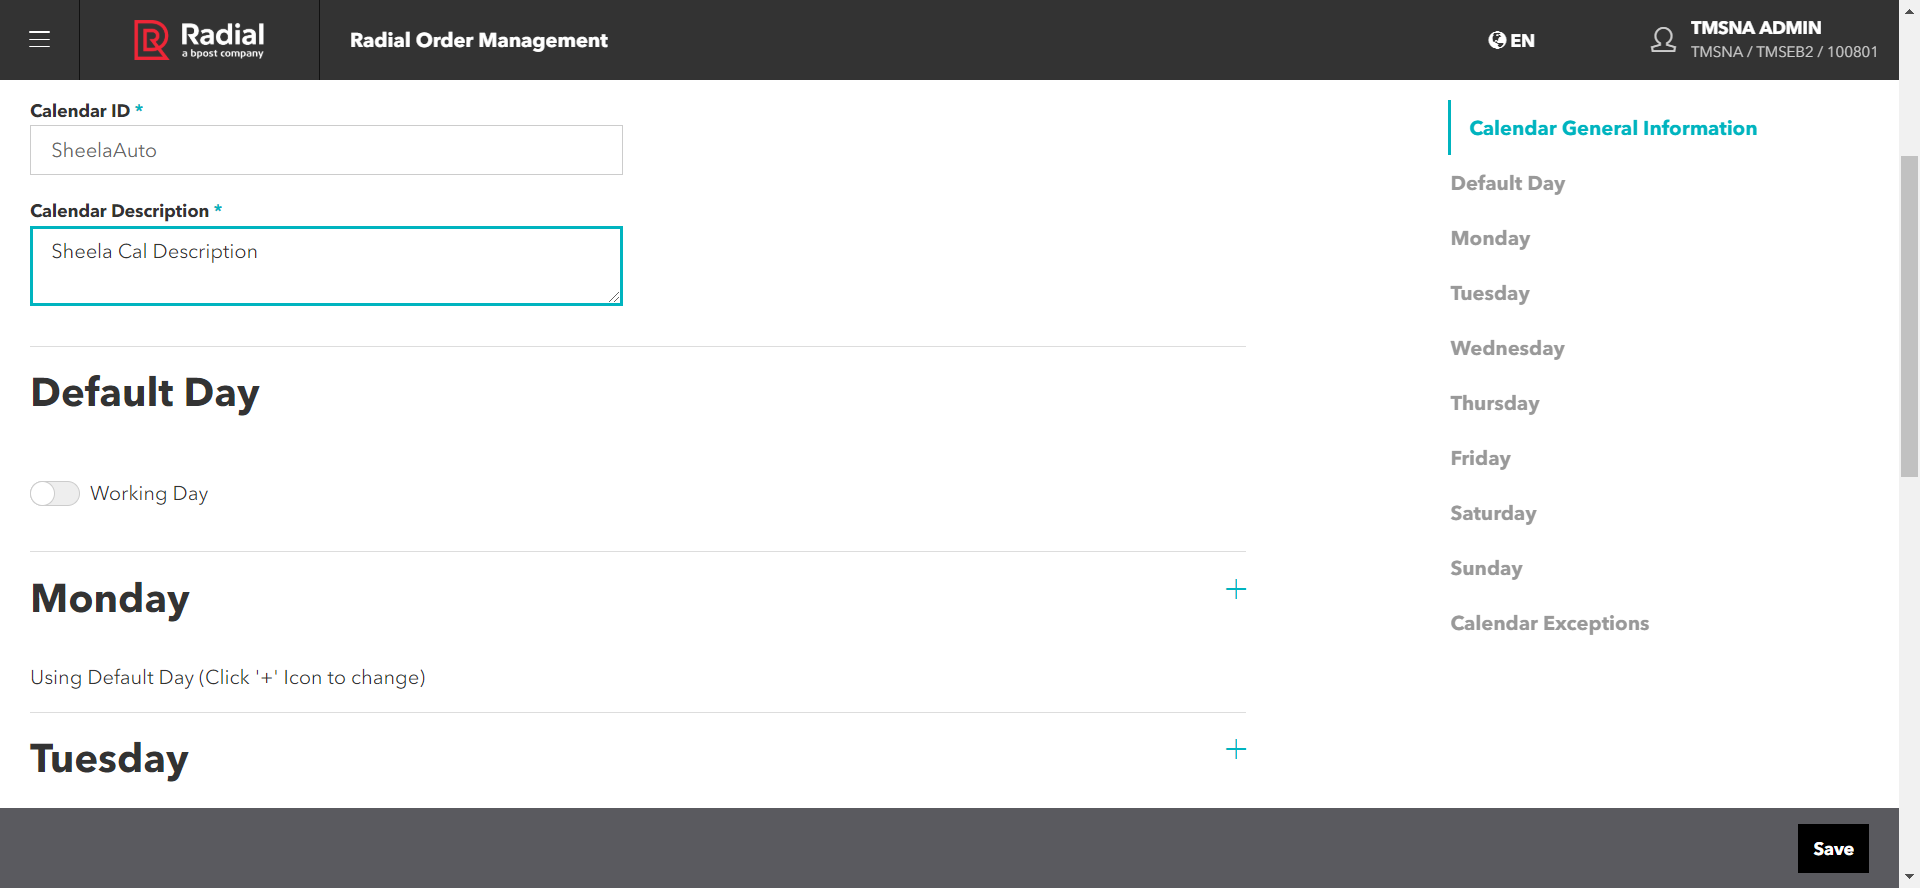 Radial
a bpost company
Radial Order Management
EN
TMSNA ADMIN
TMSNA / TMSEB2 / 100801
Calendar ID *
SheelaAuto
Calendar Description *
Sheela Cal Description
Default Day
Working Day
Monday
Using Default Day (Click '+' Icon to change)
Tuesday
Calendar General Information
Default Day
Monday
Tuesday
Wednesday
Thursday
Friday
Saturday
Sunday
Calendar Exceptions
Save